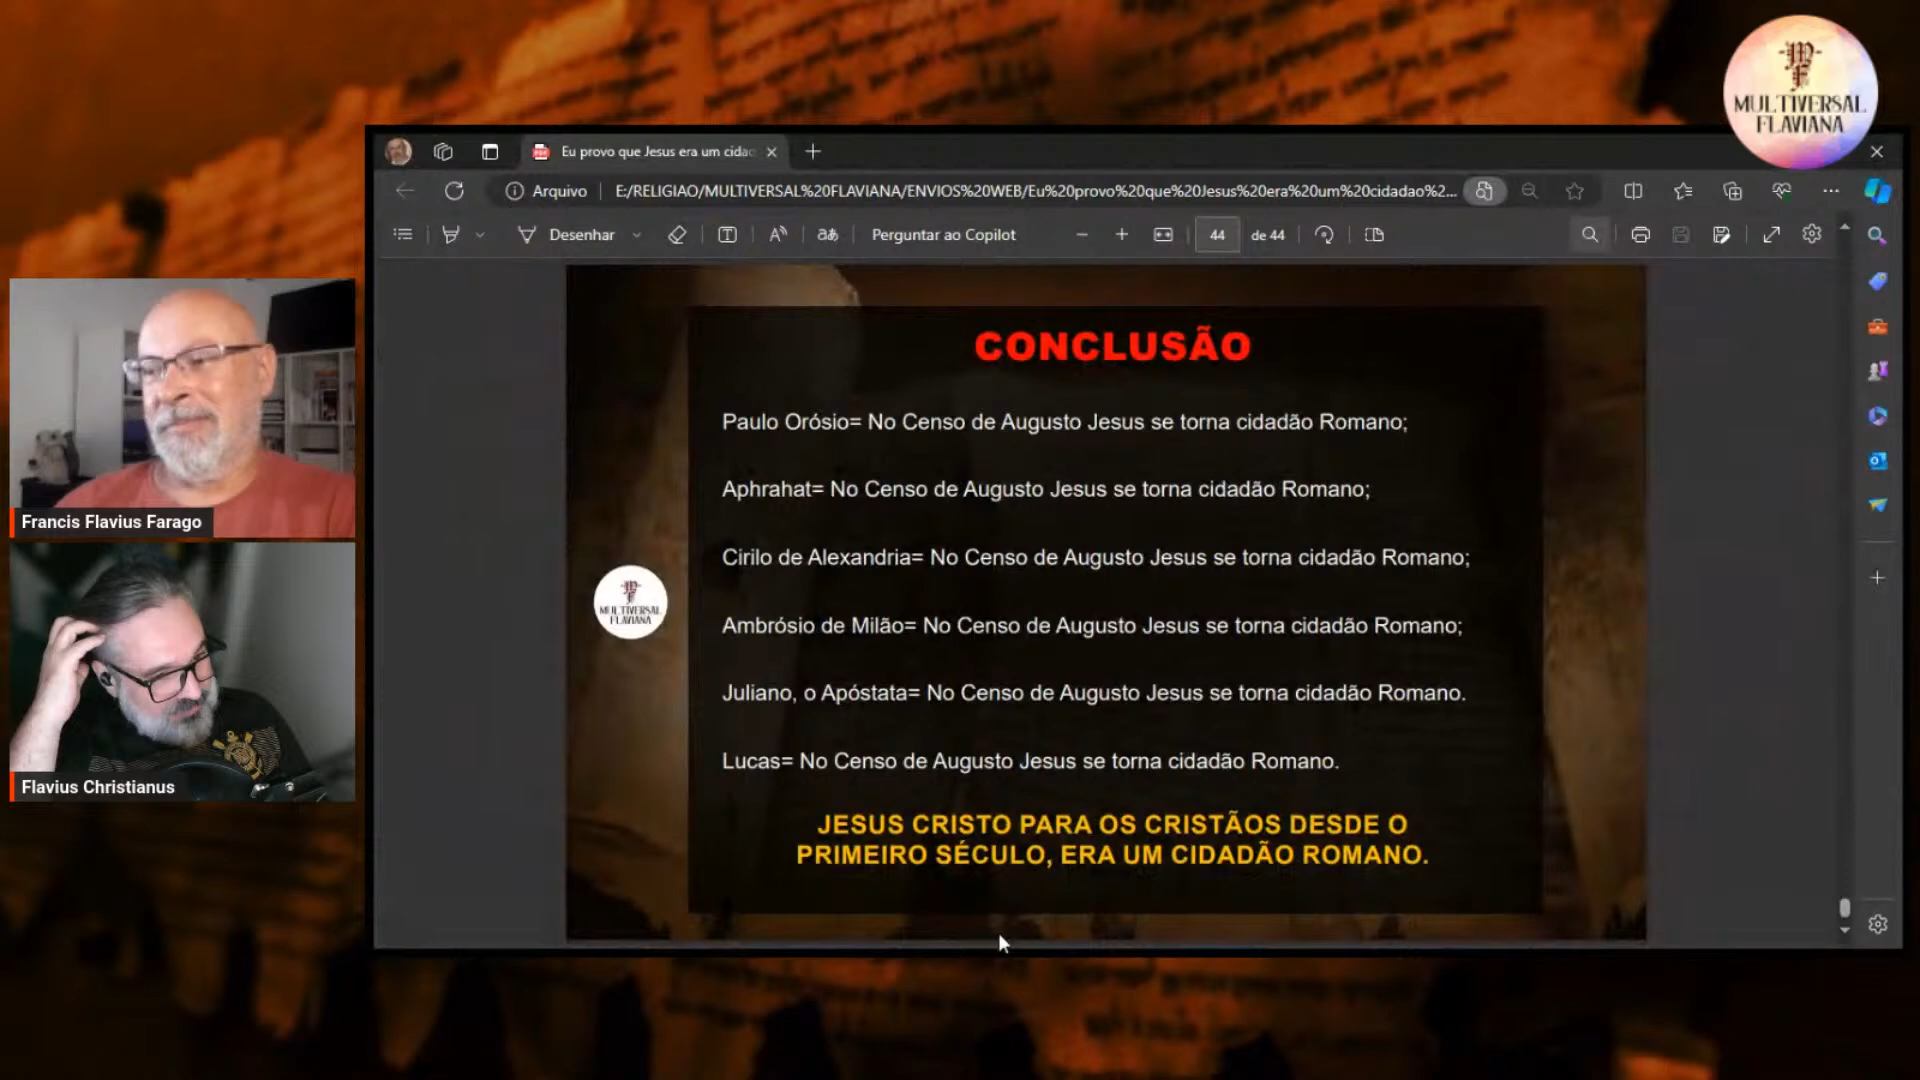 MULTIVERSAL
FLAVIANA
Eu provo que Jesus era um cidac
Arquivo
E:/RELIGIAO/MULTIVERSAL%20FLAVIANA/ENVIOS%20WEB/Eu%20provo%20que%20Jesus%20era%20um%20cidadao%2...
Desenhar
aあ
Perguntar ao Copilot
44
de 44
CONCLUSÃO
Paulo Orósio= No Censo de Augusto Jesus se torna cidadão Romano;
Aphrahat= No Censo de Augusto Jesus se torna cidadão Romano;
Cirilo de Alexandria= No Censo de Augusto Jesus se torna cidadão Romano;
Ambrósio de Milão= No Censo de Augusto Jesus se torna cidadão Romano;
Juliano, o Apóstata= No Censo de Augusto Jesus se torna cidadão Romano.
Lucas= No Censo de Augusto Jesus se torna cidadão Romano.
JESUS CRISTO PARA OS CRISTÃOS DESDE O
PRIMEIRO SÉCULO, ERA UM CIDADÃO ROMANO.
MULTIVERSAL
FLAVIANA
Francis Flavius Farago
Flavius Christianus